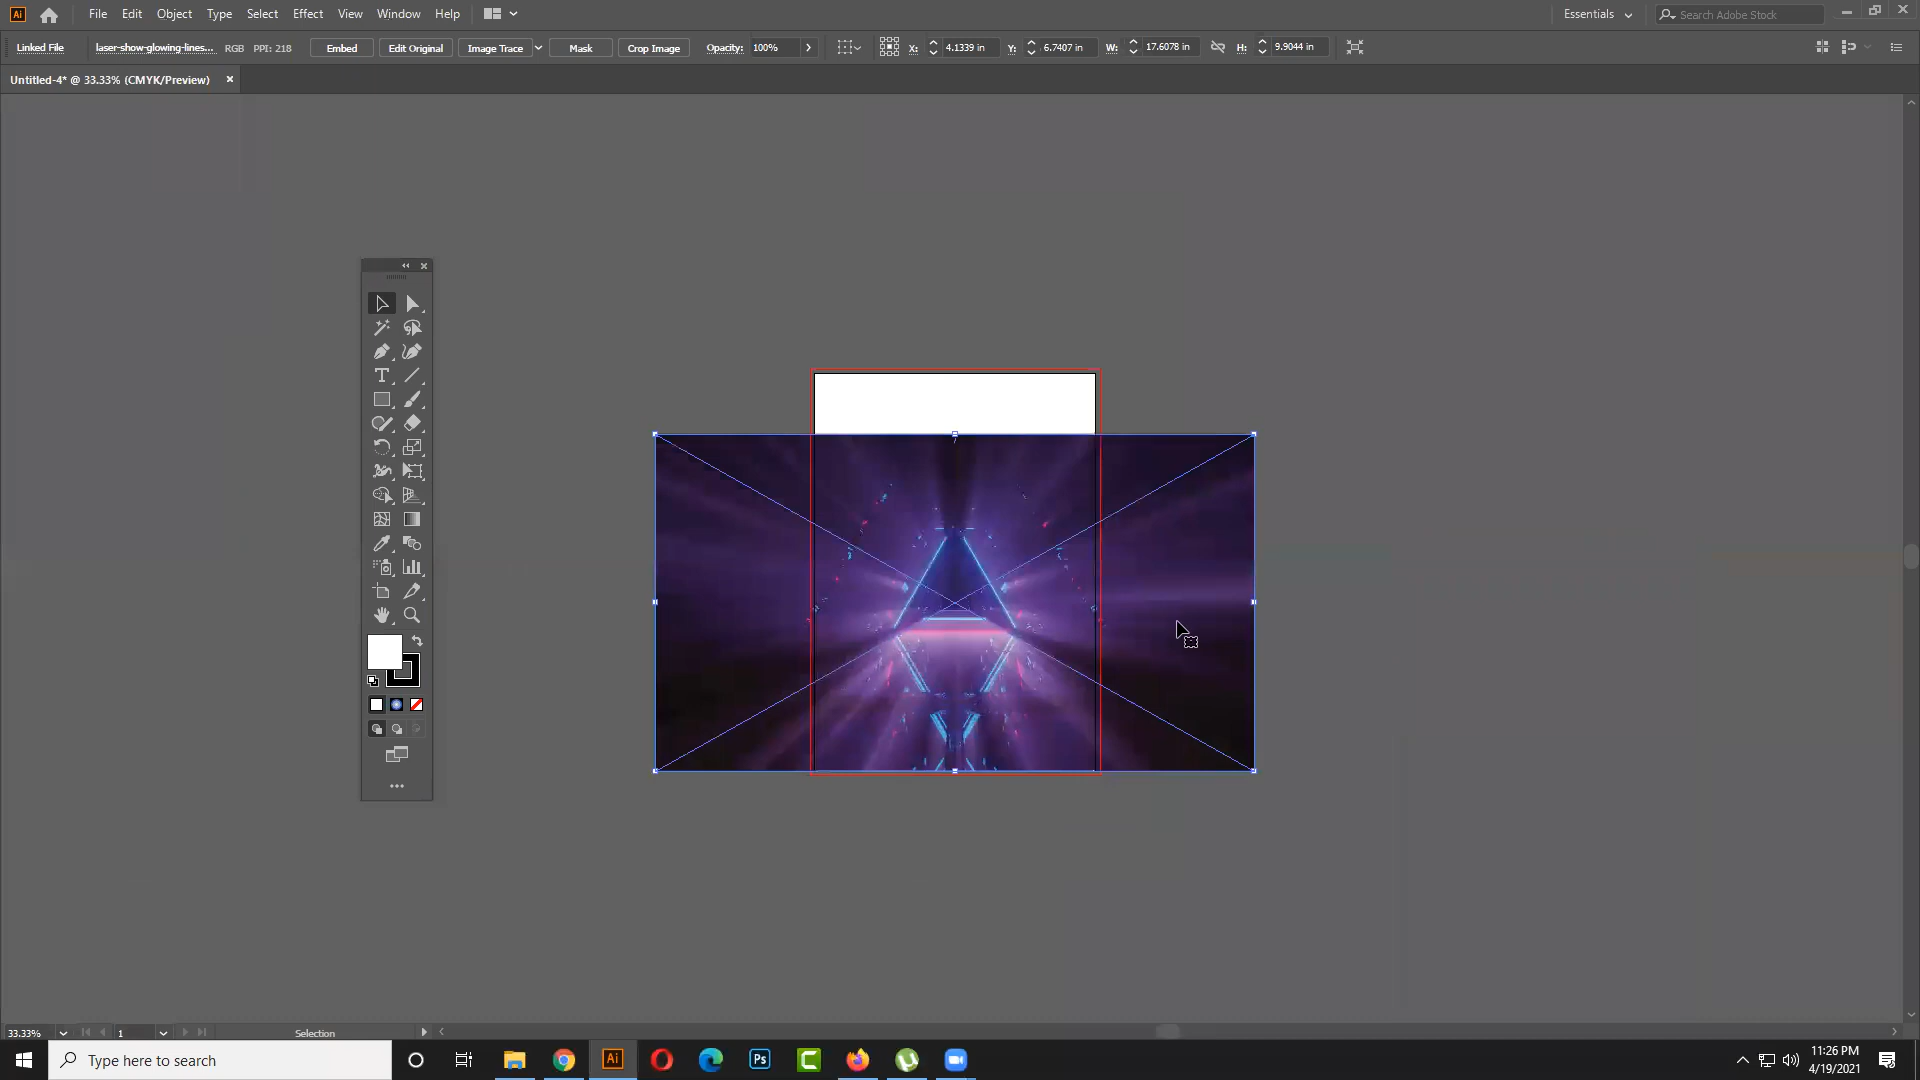 Ai File Edit Object Type Select Effect View Window Help Essentials Search Adobe Stock
Linked File laser-show-glowing-lines... RGB PPI: 218 Embed Edit Original Image Trace Mask Crop Image Opacity: 100% X: 4.1339 in Y: 6.7407 in W: 17.6078 in H: 9.9044 in
Untitled-4* @ 33.33% (CMYK/Preview)
33.33% 1 Selection
Type here to search Ai Ps 11:26 PM
4/19/2021